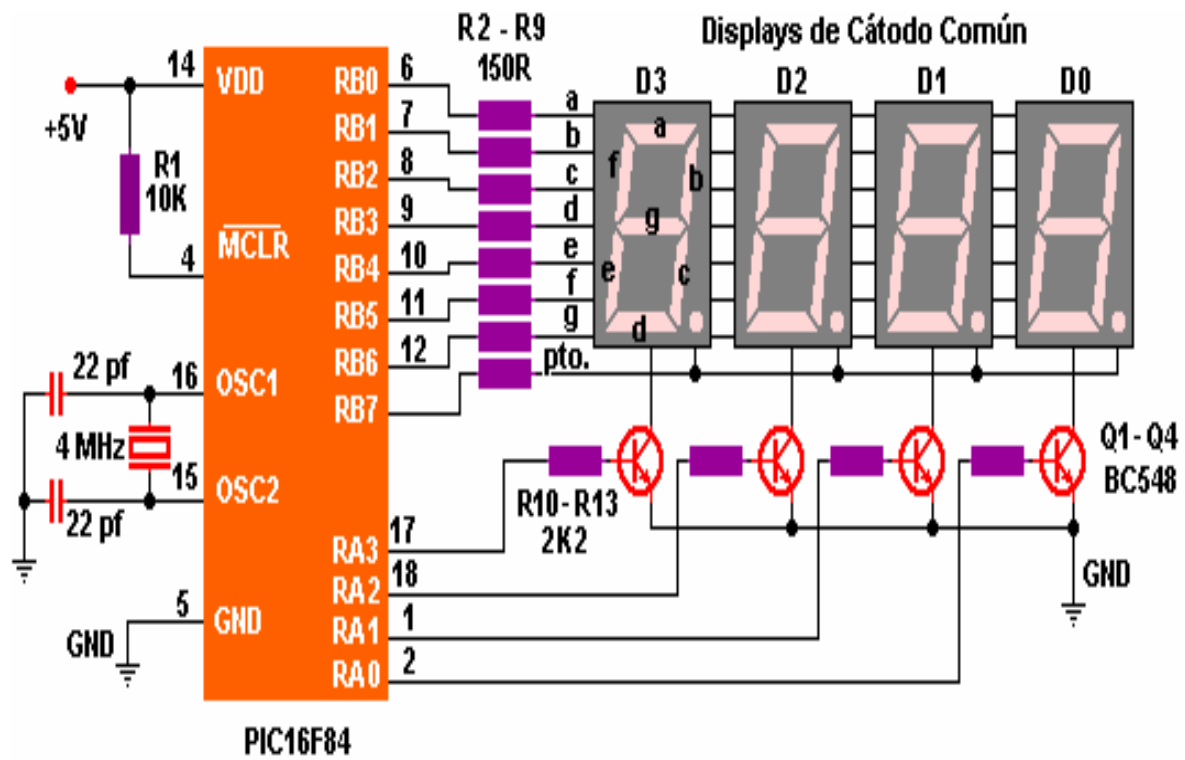 R2 - R9
150R
Displays de Cátodo Común
D3
D2
D1
D0
+5V
R1
10K
14
VDD
4
MCLR
22 pf
16
OSC1
4 MHz
15
OSC2
22 pf
5
GND
GND
RB0
6
RB1
7
RB2
8
RB3
9
RB4
10
RB5
11
RB6
12
RB7
RA3
17
RA2
18
RA1
1
RA0
2
a
b
c
d
e
f
g
pto.
a
f
b
g
e
c
d
R10 - R13
2K2
Q1 - Q4
BC548
GND
PIC16F84